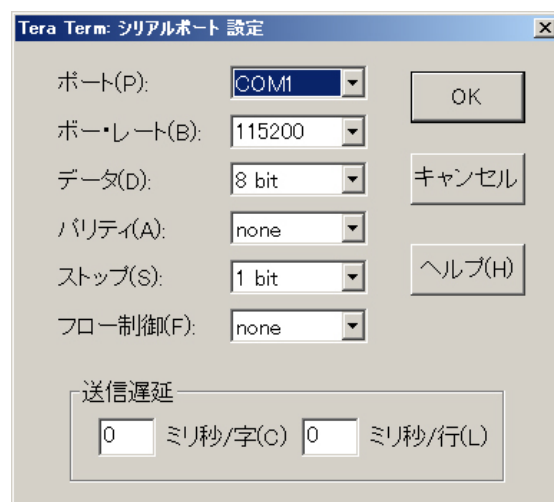 Tera Term: シリアルポート 設定
ポート(P): COM1
OK
ボー・レート(B): 115200
データ(D): 8 bit
キャンセル
パリティ(A): none
ストップ(S): 1 bit
ヘルプ(H)
フロー制御(F): none
送信遅延
0 ミリ秒/字(C) 0 ミリ秒/行(L)